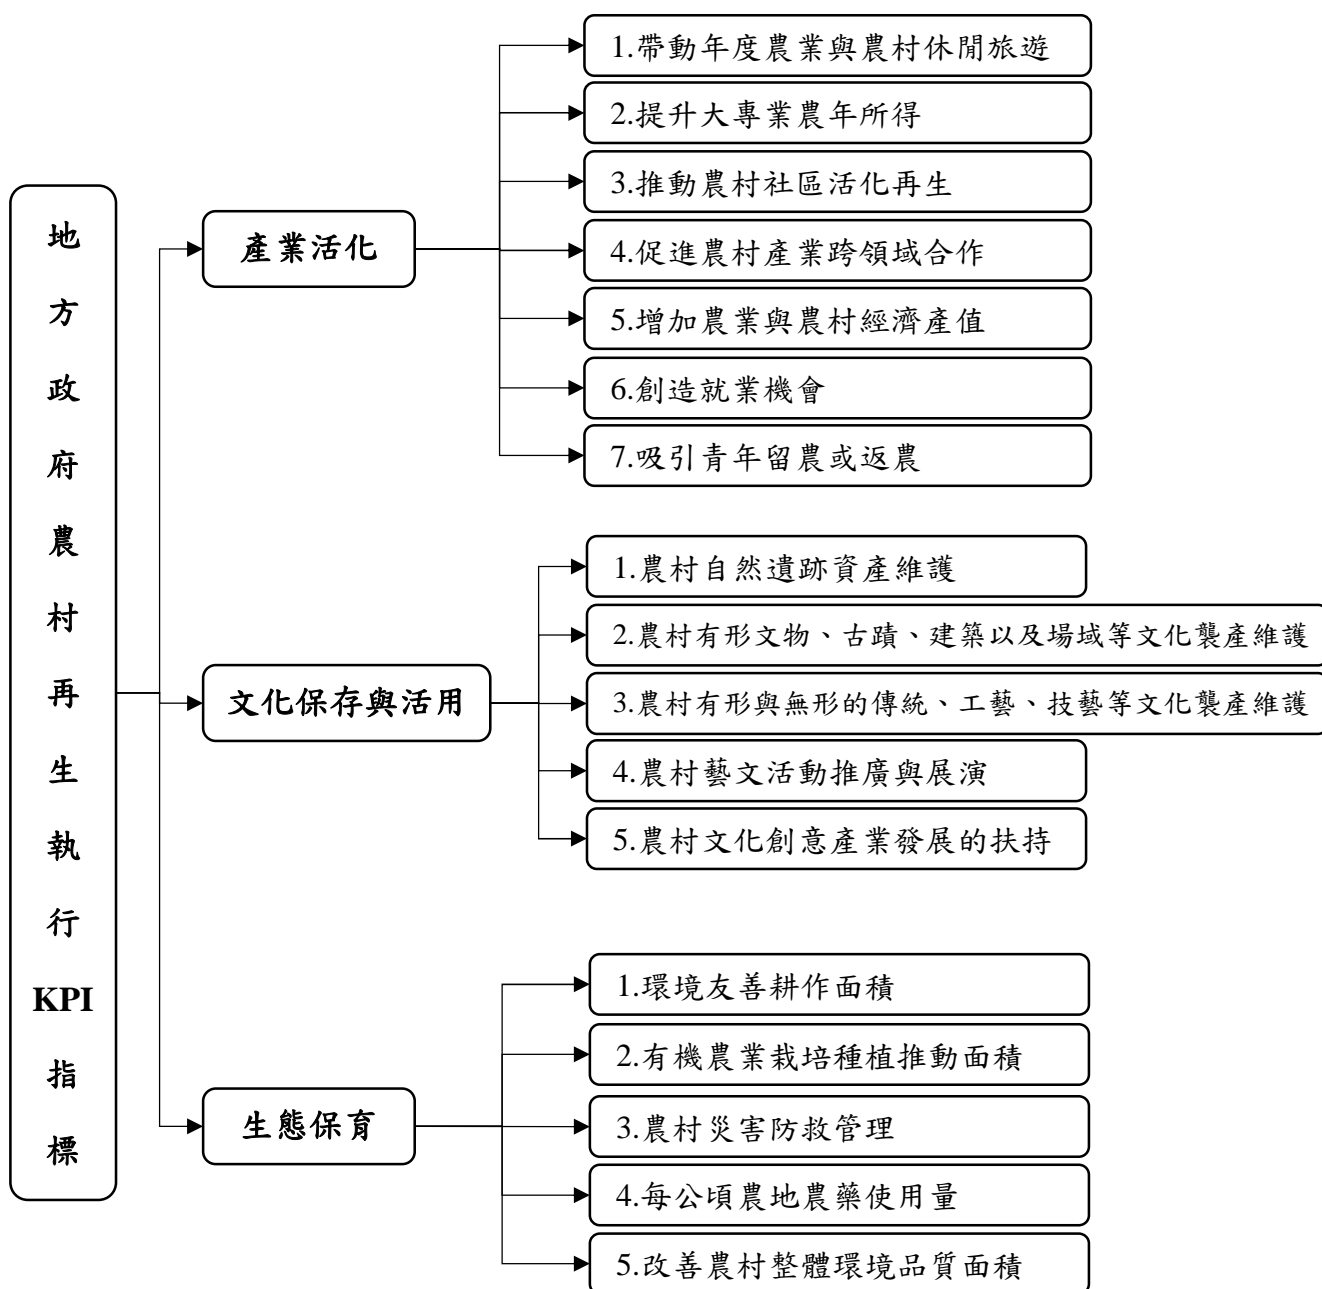 地方政府農村再生執行KPI指標
產業活化
1.帶動年度農業與農村休閒旅遊
2.提升大專業農年所得
3.推動農村社區活化再生
4.促進農村產業跨領域合作
5.增加農業與農村經濟產值
6.創造就業機會
7.吸引青年留農或返農
文化保存與活用
1.農村自然遺跡資產維護
2.農村有形文物、古蹟、建築以及場域等文化襲產維護
3.農村有形與無形的傳統、工藝、技藝等文化襲產維護
4.農村藝文活動推廣與展演
5.農村文化創意產業發展的扶持
生態保育
1.環境友善耕作面積
2.有機農業栽培種植推動面積
3.農村災害防救管理
4.每公頃農地農藥使用量
5.改善農村整體環境品質面積